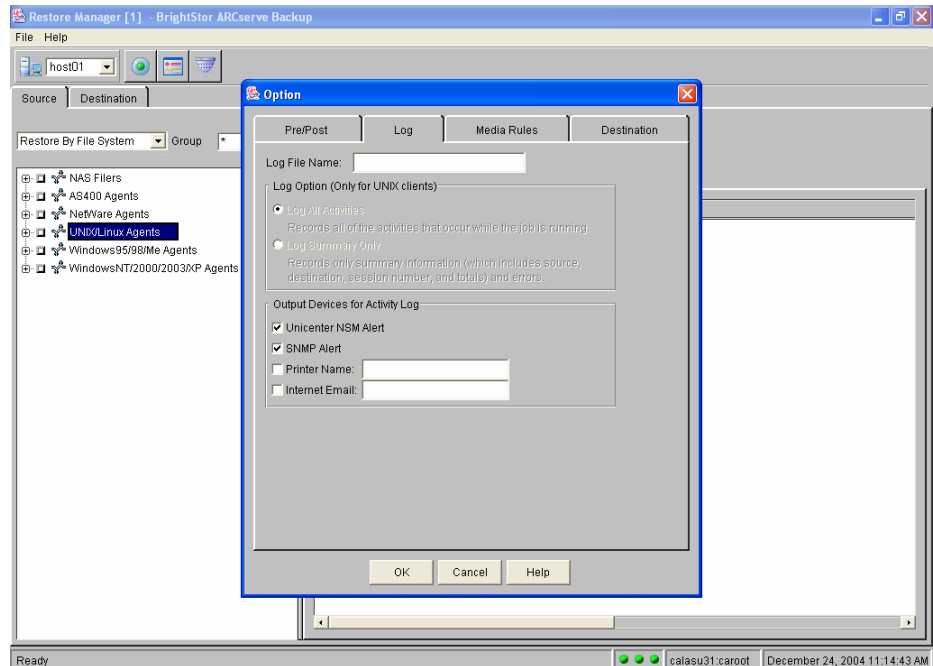 Restore Manager [1] - BrightStor ARCserve Backup
File Help
host01
Source Destination
Restore By File System Group *
NAS Filers
AS400 Agents
NetWare Agents
UNIX/Linux Agents
Windows95/98/Me Agents
WindowsNT/2000/2003/XP Agents
Option
Pre/Post Log Media Rules Destination
Log File Name:
Log Option (Only for UNIX clients)
Log All Activities
Records all of the activities that occur while the job is running.
Log Summary Only
Records only summary information (which includes source,
destination, session number, and totals) and errors.
Output Devices for Activity Log
Unicenter NSM Alert
SNMP Alert
Printer Name:
Internet Email:
OK Cancel Help
Ready calasu31:caroot December 24, 2004 11:14:43 AM